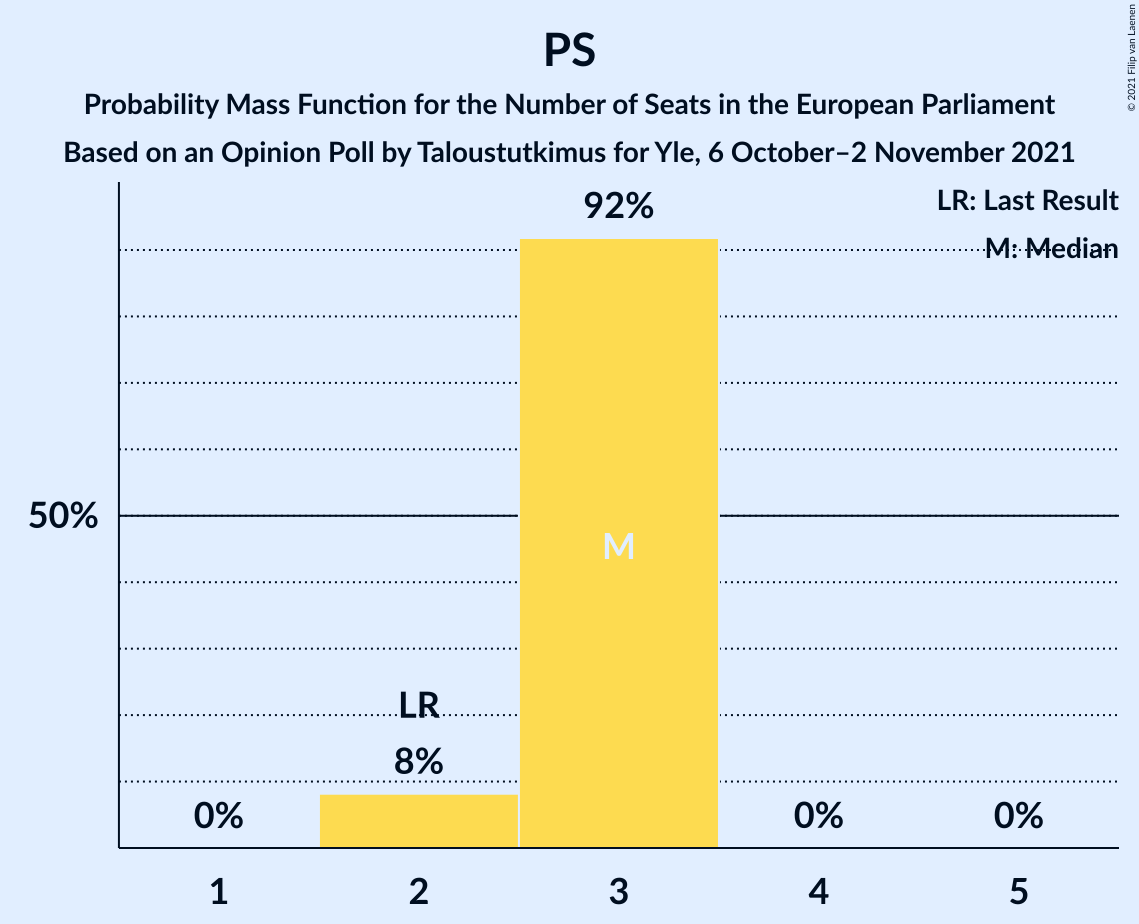 PS
Probability Mass Function for the Number of Seats in the European Parliament
Based on an Opinion Poll by Taloustutkimus for Yle, 6 October–2 November 2021
© 2021 Filip van Laenen
LR: Last Result
M: Median
92%
50%
M
LR
8%
0%
0%
0%
1
2
3
4
5